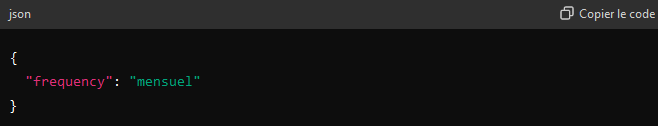 json
Copier le code
{
"frequency": "mensuel"
}